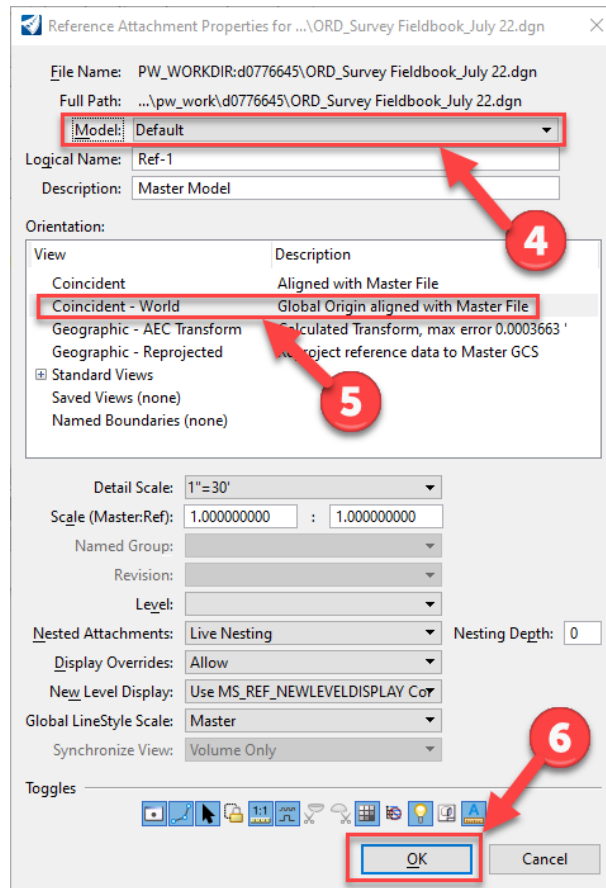 Reference Attachment Properties for ...\ORD_Survey Fieldbook_July 22.dgn
File Name: PW_WORKDIR:d0776645\ORD_Survey Fieldbook_July 22.dgn
Full Path: ...\pw_work\d0776645\ORD_Survey Fieldbook_July 22.dgn
Model: Default
Logical Name: Ref-1
4
Description: Master Model
Orientation:
View Description
Coincident Aligned with Master File
Coincident - World Global Origin aligned with Master File
Geographic - AEC Transform Transform, max error 0.0003663 '
Geographic - Reprojected reference data to Master GCS
5
Standard Views
Saved Views (none)
Named Boundaries (none)
Detail Scale: 1"=30'
Scale (Master:Ref): 1.000000000 : 1.000000000
Named Group:
Revision:
Level:
Nested Attachments: Live Nesting Nesting Depth: 0
Display Overrides: Allow
New Level Display: Use MS_REF_NEWLEVELDISPLAY
Global LineStyle Scale: Master
6
Synchronize View: Volume Only
Toggles
1:1 A
OK Cancel